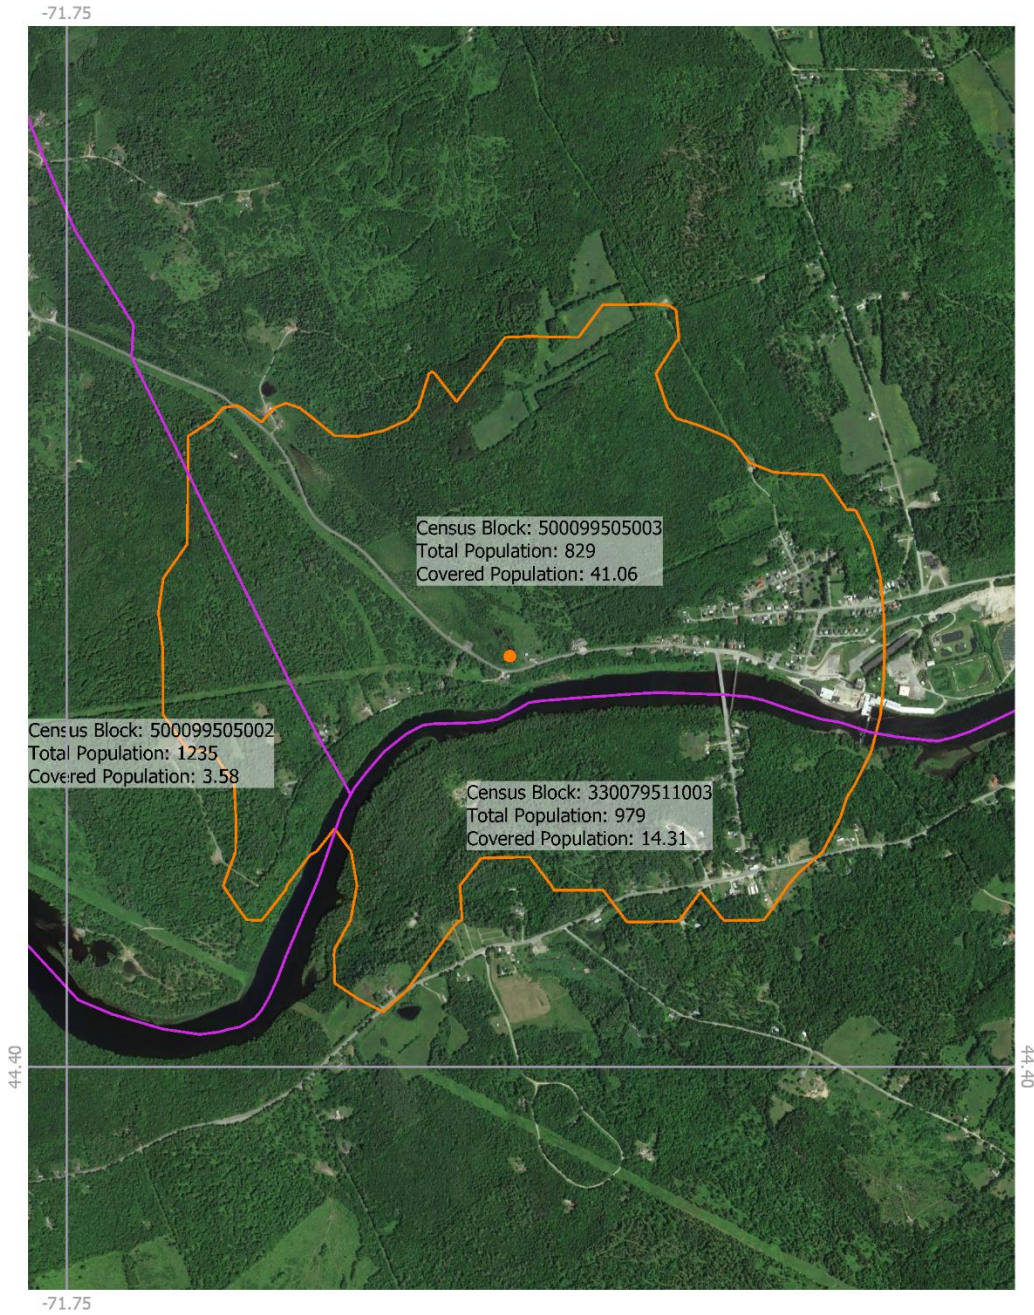 -71.75
Census Block: 500099505003
Total Population: 829
Covered Population: 41.06
Census Block: 500099505002
Total Population: 1235
Covered Population: 3.58
Census Block: 330079511003
Total Population: 979
Covered Population: 14.31
44.40
44.40
-71.75